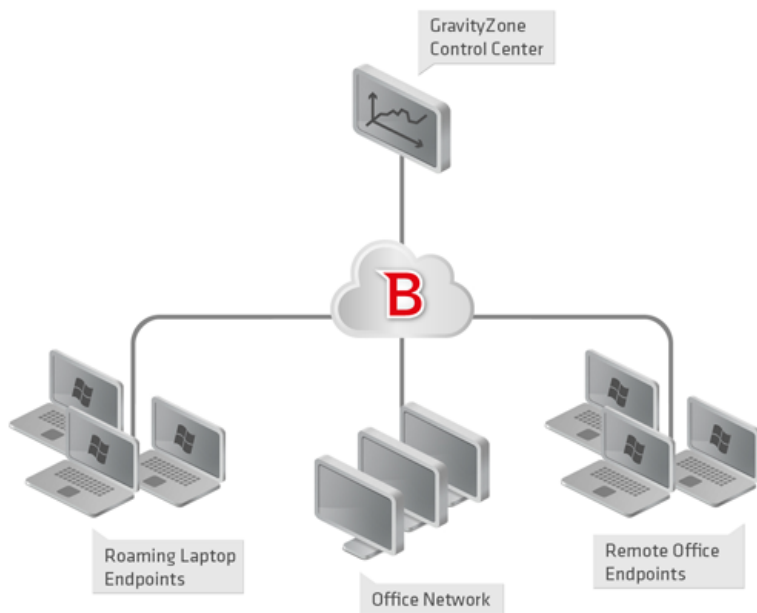 GravityZone
Control Center
B
Roaming Laptop
Endpoints
Office Network
Remote Office
Endpoints